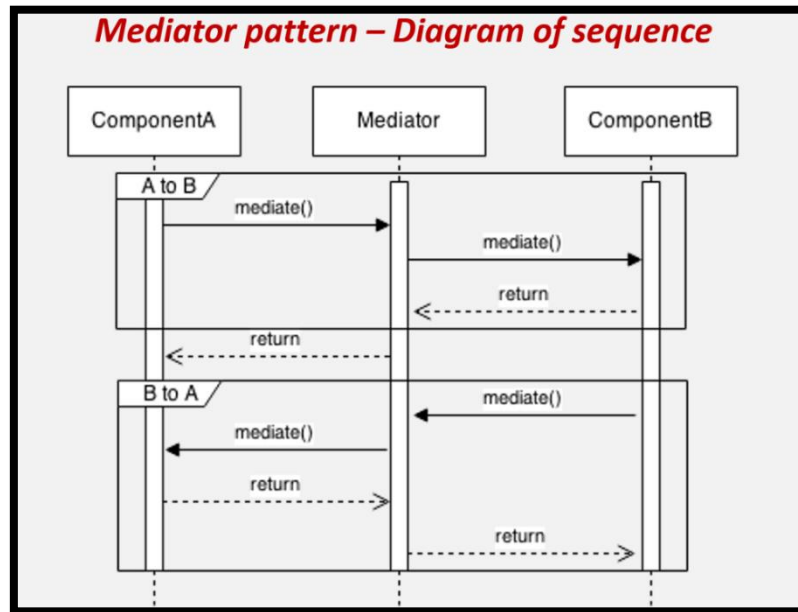 Mediator pattern – Diagram of sequence
ComponentA
Mediator
ComponentB
A to B
mediate()
mediate()
return
return
B to A
mediate()
mediate()
return
return